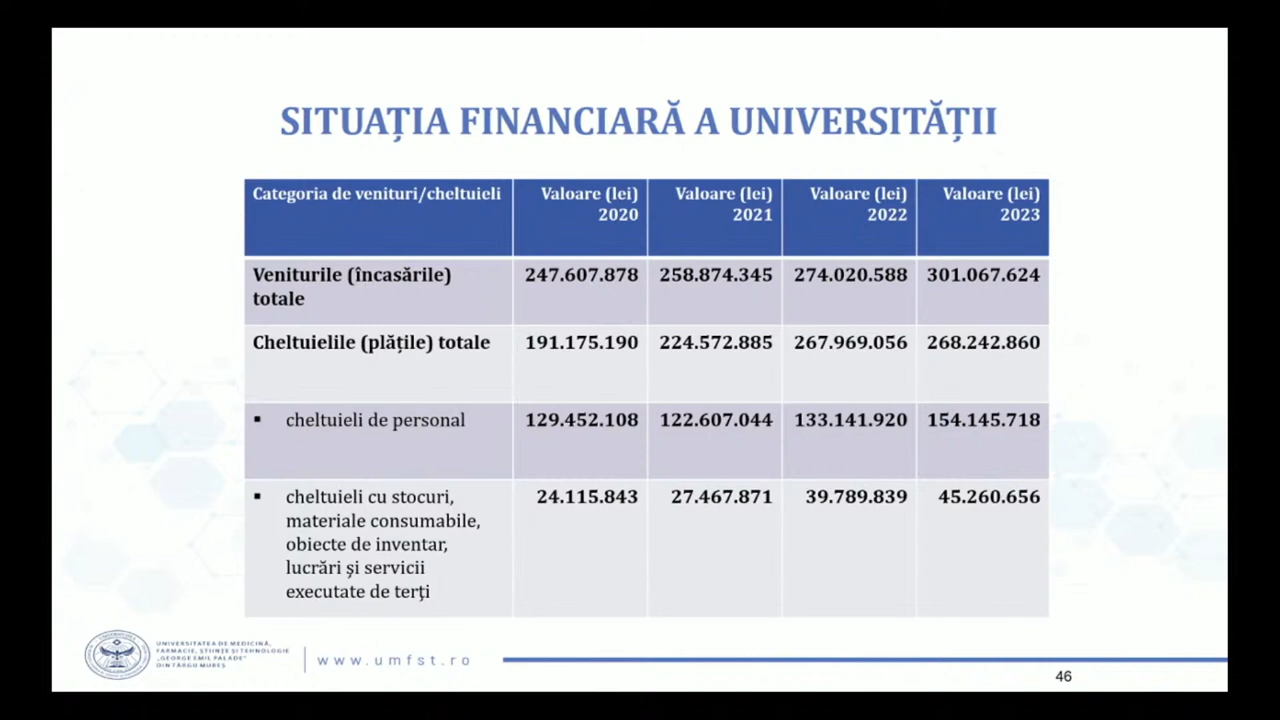 SITUAȚIA FINANCIARĂ A UNIVERSITĂȚII
Categoria de venituri/cheltuieli
Valoare (lei)
2020
Valoare (lei)
2021
Valoare (lei)
2022
Valoare (lei)
2023
Veniturile (încasările)
totale
247.607.878
258.874.345
274.020.588
301.067.624
Cheltuielile (plățile) totale
191.175.190
224.572.885
267.969.056
268.242.860
▪ cheltuieli de personal
129.452.108
122.607.044
133.141.920
154.145.718
▪ cheltuieli cu stocuri,
materiale consumabile,
obiecte de inventar,
lucrări şi servicii
executate de terţi
24.115.843
27.467.871
39.789.839
45.260.656
UNIVERSITATEA DE MEDICINĂ,
FARMACIE, ȘTIINȚE ȘI TEHNOLOGIE
„GEORGE EMIL PALADE”
DIN TÂRGU MUREȘ
www.umfst.ro
46